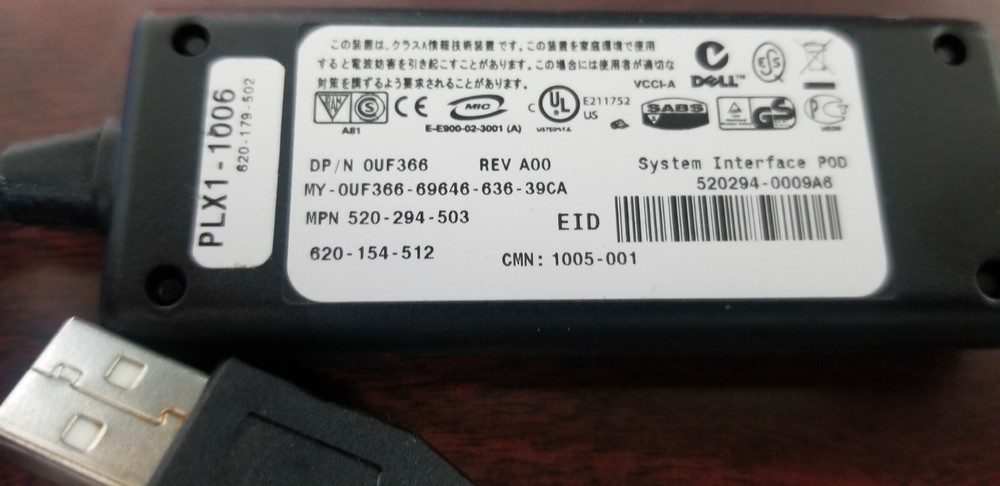 PLX1-1006
620-179-502
この装置は、クラスA情報技術装置です。この装置を家庭環境で使用
すると電波妨害を引き起こすことがあります。この場合には使用者が適切な
対策を講ずるよう要求されることがあります。
VCCI-A
DELL™
A81
CE
MIC
E-E900-02-3001 (A)
C UL US
E211752
SABS
GS
DP/N 0UF366 REV A00 System Interface POD
MY-0UF366-69646-636-39CA 520294-0009A6
MPN 520-294-503 EID
620-154-512 CMN: 1005-001